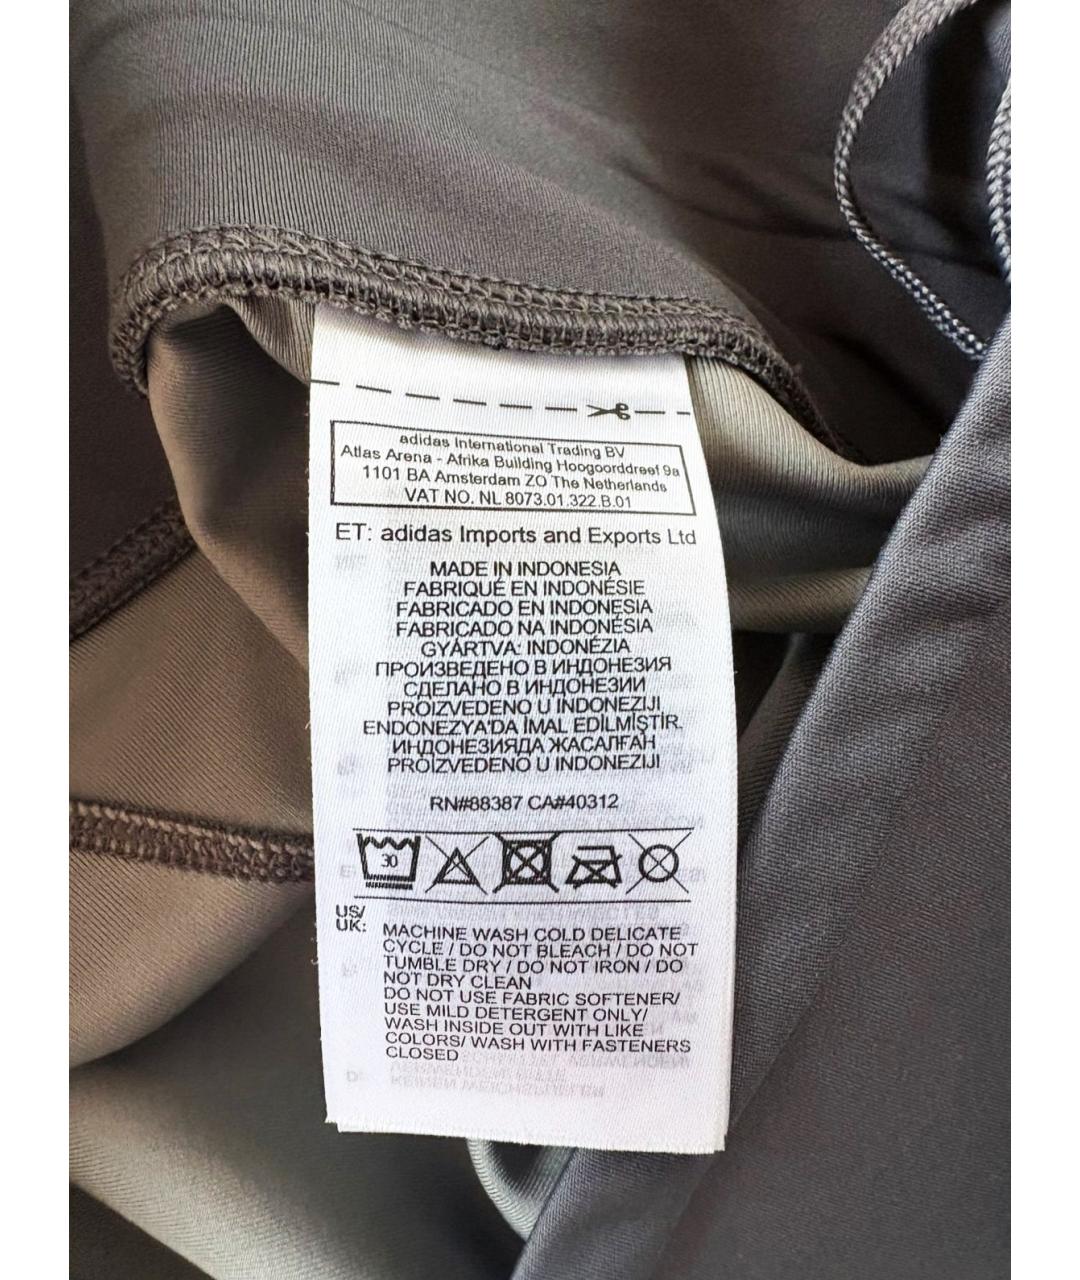 adidas International Trading BV
Atlas Arena - Afrika Building Hoogoorddreef 9a
1101 BA Amsterdam ZO The Netherlands
VAT NO. NL 8073.01.322.B.01
ET: adidas Imports and Exports Ltd
MADE IN INDONESIA
FABRIQUÉ EN INDONÉSIE
FABRICADO EN INDONESIA
FABRICADO NA INDONÉSIA
GYÁRTVA: INDONÉZIA
ПРОИЗВЕДЕНО В ИНДОНЕЗИЯ
СДЕЛАНО В ИНДОНЕЗИИ
PROIZVEDENO U INDONEZIJI
ENDONEZYA'DA İMAL EDİLMİŞTİR.
ИНДОНЕЗИЯДА ЖАСАЛҒАН
PROIZVEDENO U INDONEZIJI
RN#88387 CA#40312
30
US/
UK:
MACHINE WASH COLD DELICATE
CYCLE / DO NOT BLEACH / DO NOT
TUMBLE DRY / DO NOT IRON / DO
NOT DRY CLEAN
DO NOT USE FABRIC SOFTENER/
USE MILD DETERGENT ONLY/
WASH INSIDE OUT WITH LIKE
COLORS/ WASH WITH FASTENERS
CLOSED